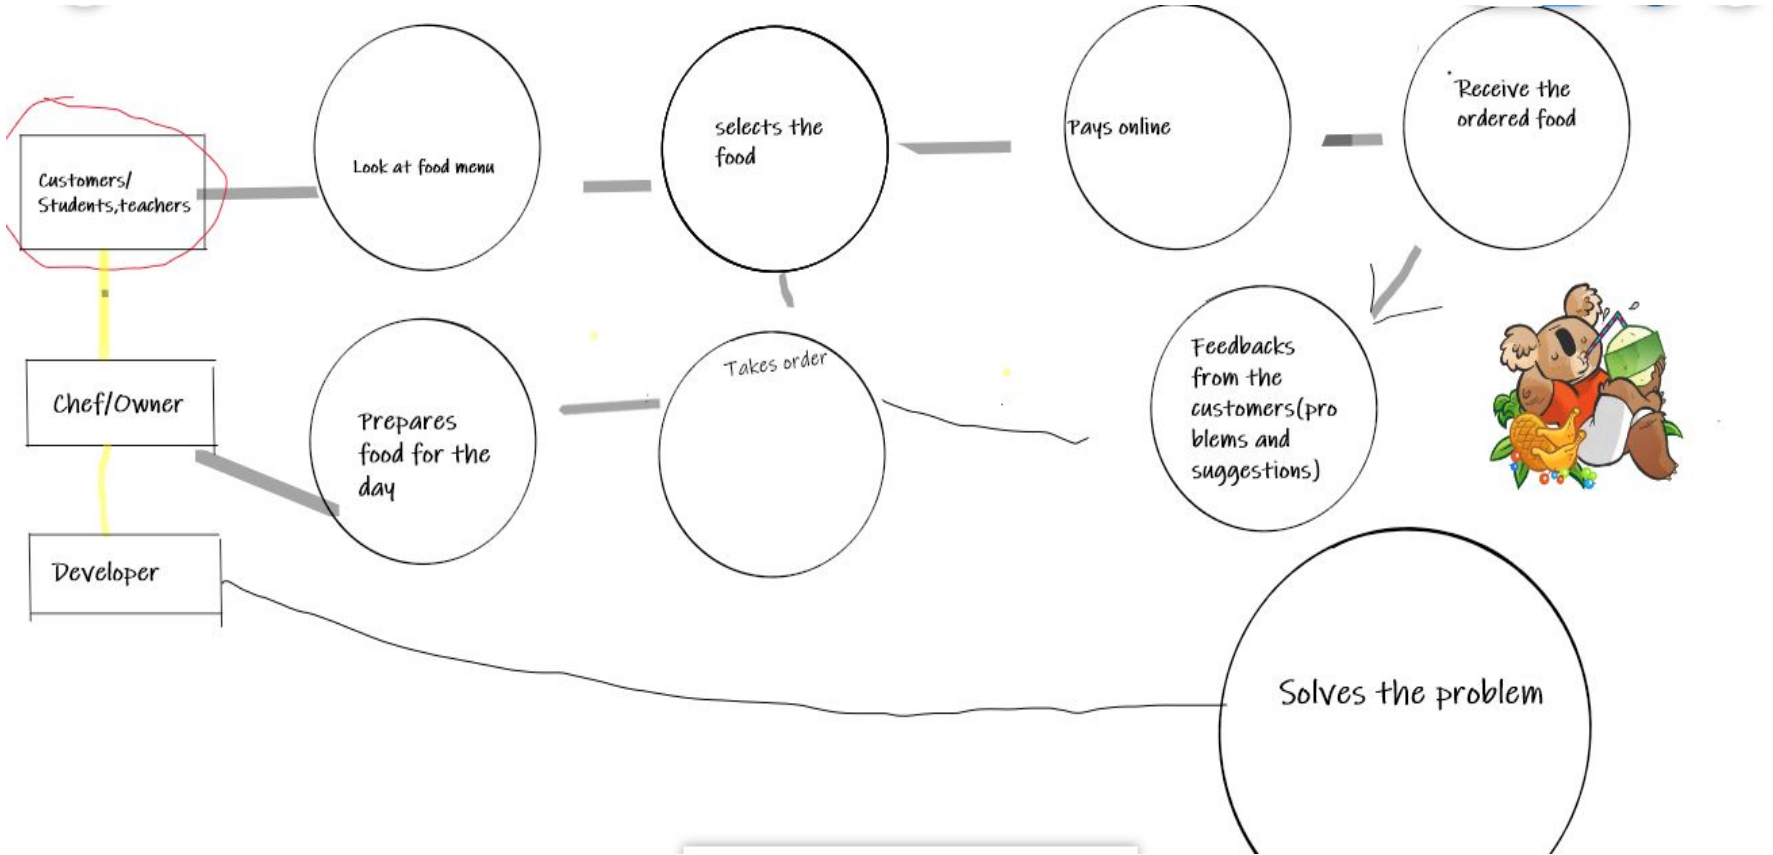 Customers/
Students,teachers
Look at food menu
selects the
food
Pays online
Receive the
ordered food
Chef/Owner
Prepares
food for the
day
Takes order
Feedbacks
from the
customers(pro
blems and
suggestions)
Developer
Solves the problem